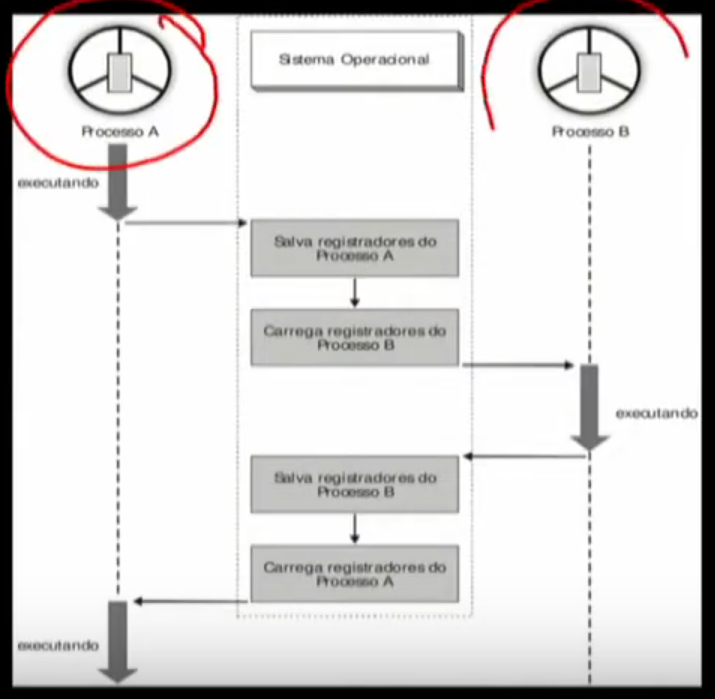 Sistema Operacional
Processo A
Processo B
executando
Salva registradores do
Processo A
Carrega registradores do
Processo B
executando
Salva registradores do
Processo B
Carrega registradores do
Processo A
executando